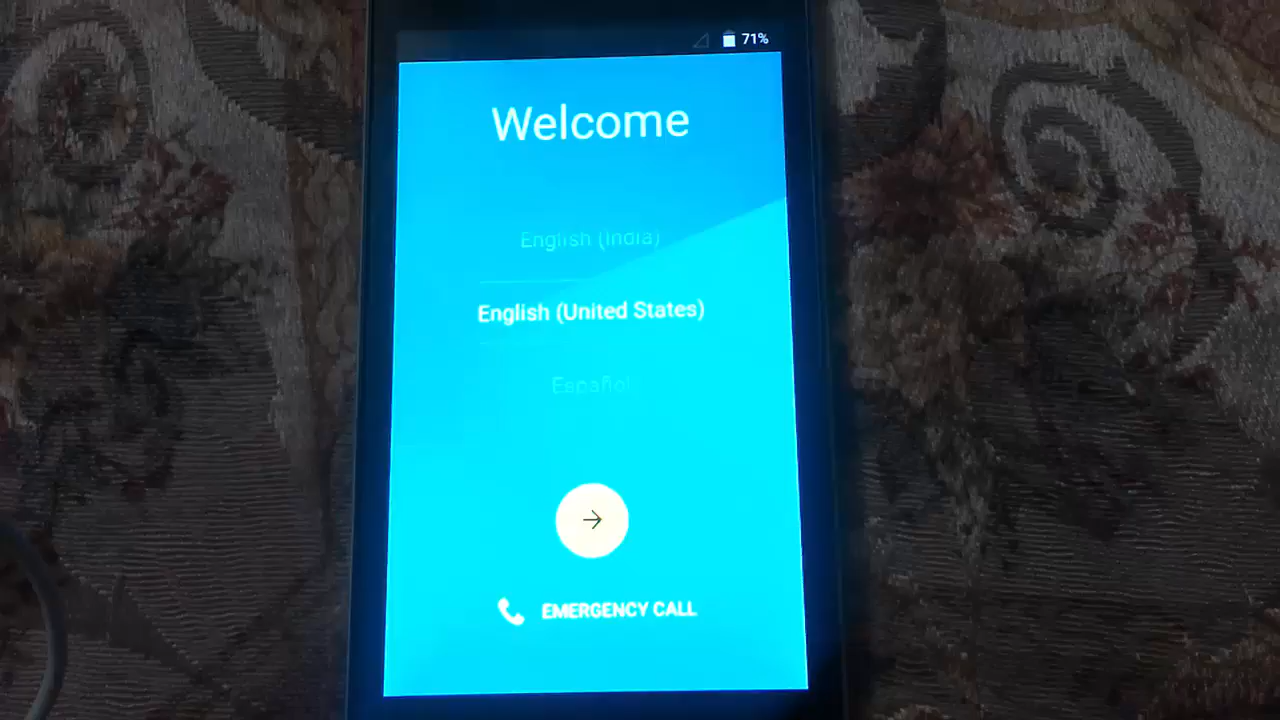 71%
Welcome
English (India)
English (United States)
Español
EMERGENCY CALL